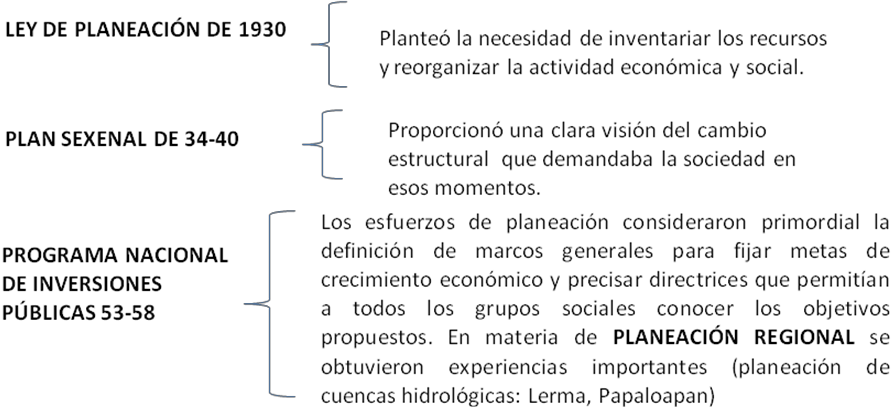 LEY DE PLANEACIÓN DE 1930
Planteó la necesidad de inventariar los recursos
y reorganizar la actividad económica y social.
PLAN SEXENAL DE 34-40
Proporcionó una clara visión del cambio
estructural que demandaba la sociedad en
esos momentos.
PROGRAMA NACIONAL
DE INVERSIONES
PÚBLICAS 53-58
Los esfuerzos de planeación consideraron primordial la
definición de marcos generales para fijar metas de
crecimiento económico y precisar directrices que permitían
a todos los grupos sociales conocer los objetivos
propuestos. En materia de PLANEACIÓN REGIONAL se
obtuvieron experiencias importantes (planeación de
cuencas hidrológicas: Lerma, Papaloapan)